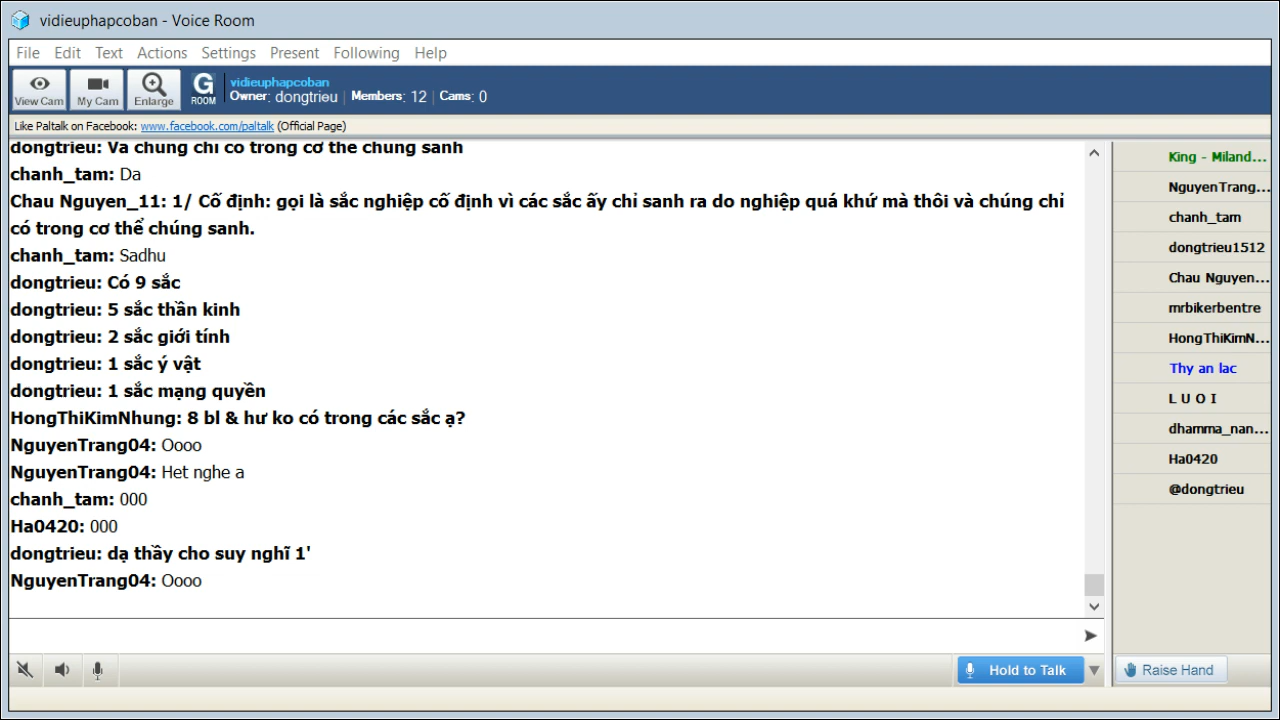 vidieuphapcoban - Voice Room
File Edit Text Actions Settings Present Following Help
View Cam My Cam Enlarge G ROOM
vidieuphapcoban
Owner: dongtrieu | Members: 12 | Cams: 0
Like Paltalk on Facebook: www.facebook.com/paltalk (Official Page)
dongtrieu: Và chúng chỉ có trong cơ thể chúng sanh
chanh_tam: Da
Chau Nguyen_11: 1/ Cố định: gọi là sắc nghiệp cố định vì các sắc ấy chỉ sanh ra do nghiệp quá khứ mà thôi và chúng chỉ
có trong cơ thể chúng sanh.
chanh_tam: Sadhu
dongtrieu: Có 9 sắc
dongtrieu: 5 sắc thần kinh
dongtrieu: 2 sắc giới tính
dongtrieu: 1 sắc ý vật
dongtrieu: 1 sắc mạng quyền
HongThiKimNhung: 8 bl & hư ko có trong các sắc ạ?
NguyenTrang04: Oooo
NguyenTrang04: Het nghe a
chanh_tam: 000
Ha0420: 000
dongtrieu: dạ thầy cho suy nghĩ 1'
NguyenTrang04: Oooo
Hold to Talk
King - Miland...
NguyenTrang...
chanh_tam
dongtrieu1512
Chau Nguyen...
mrbikerbentre
HongThiKimN...
Thy an lac
L U O I
dhamma_nan...
Ha0420
@dongtrieu
Raise Hand